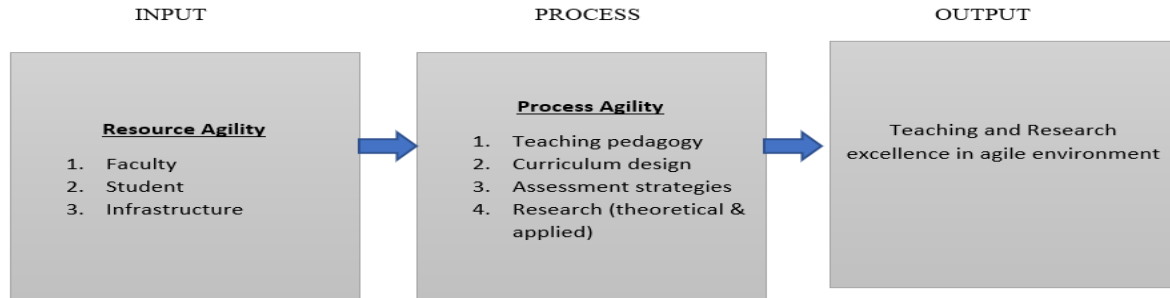 INPUT
PROCESS
OUTPUT
Resource Agility
1. Faculty
2. Student
3. Infrastructure
Process Agility
1. Teaching pedagogy
2. Curriculum design
3. Assessment strategies
4. Research (theoretical &
applied)
Teaching and Research
excellence in agile environment